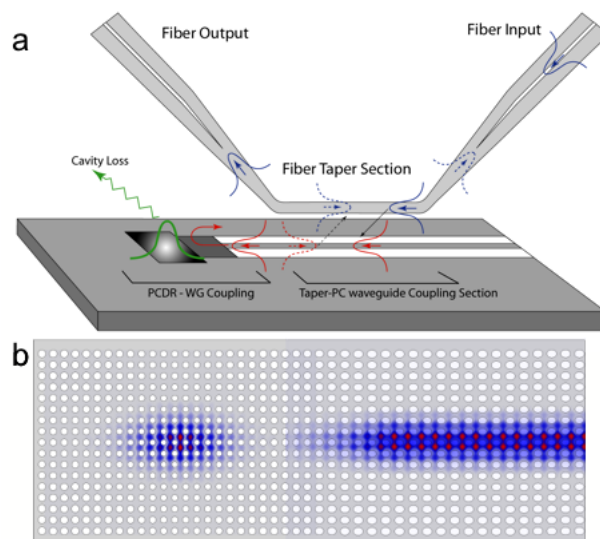 a
Fiber Output
Fiber Input
Cavity Loss
Fiber Taper Section
PCDR - WG Coupling
Taper-PC waveguide Coupling Section
b